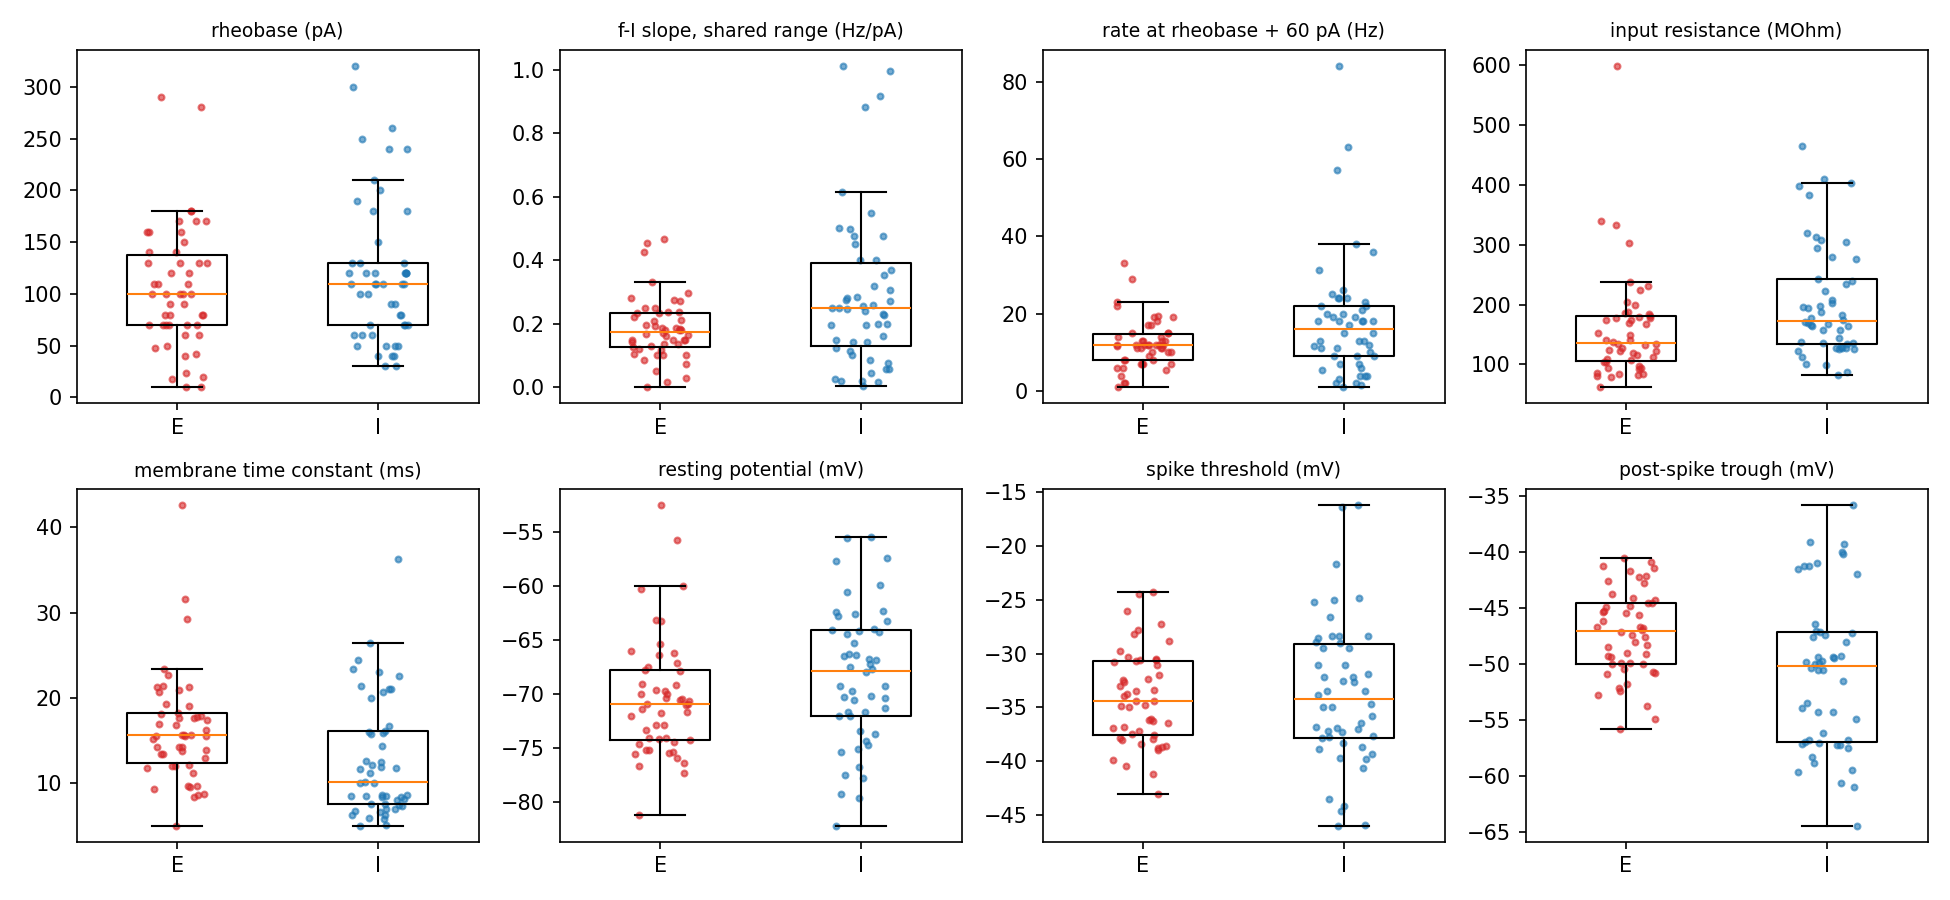 rheobase (pA)
f-I slope, shared range (Hz/pA)
rate at rheobase + 60 pA (Hz)
input resistance (MOhm)
300
250
200
150
100
50
0
E
I
1.0
0.8
0.6
0.4
0.2
0.0
E
I
80
60
40
20
0
E
I
600
500
400
300
200
100
E
I
membrane time constant (ms)
resting potential (mV)
spike threshold (mV)
post-spike trough (mV)
40
30
20
10
E
I
−55
−60
−65
−70
−75
−80
E
I
−15
−20
−25
−30
−35
−40
−45
E
I
−35
−40
−45
−50
−55
−60
−65
E
I